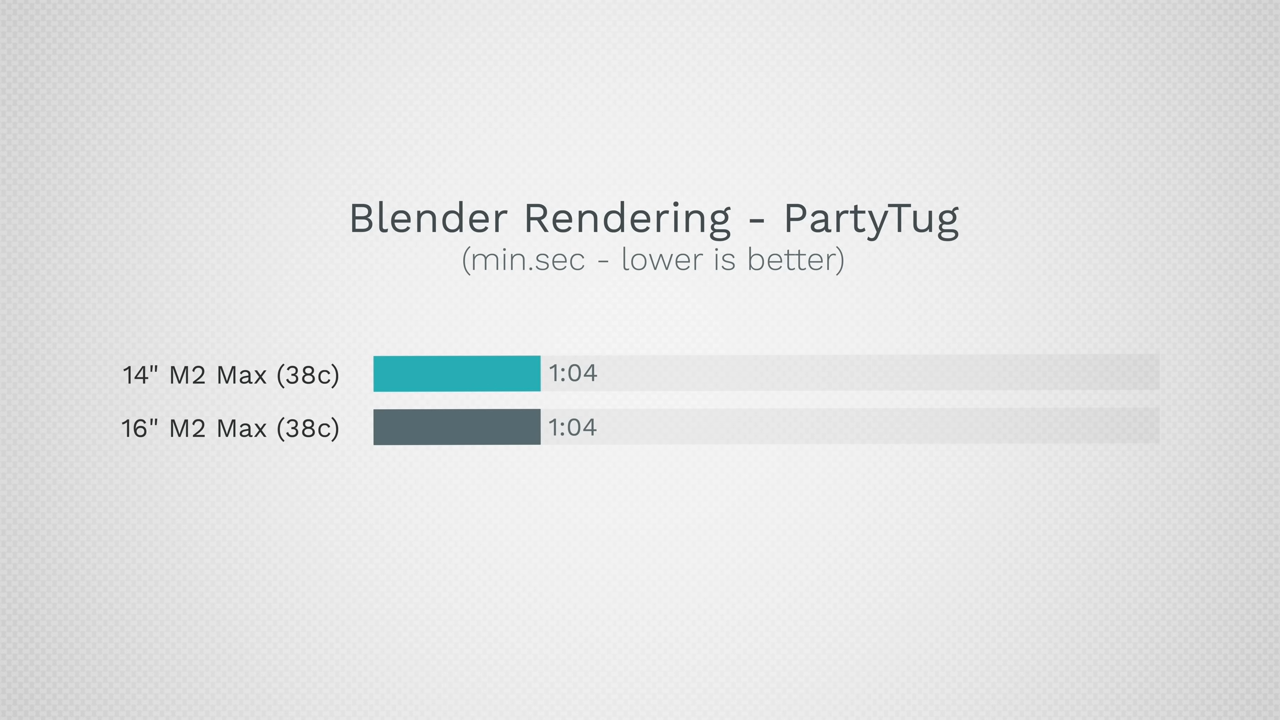 Blender Rendering - PartyTug
(min.sec - lower is better)
14" M2 Max (38c) 1:04
16" M2 Max (38c) 1:04